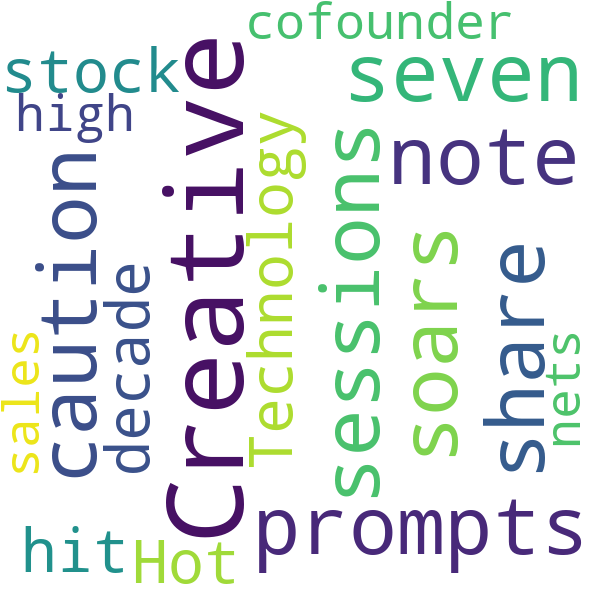 cofounder
stock
seven
high
Creative
Technology
note
caution
sessions
decade
soars
share
sales
nets
prompts
hit
Hot